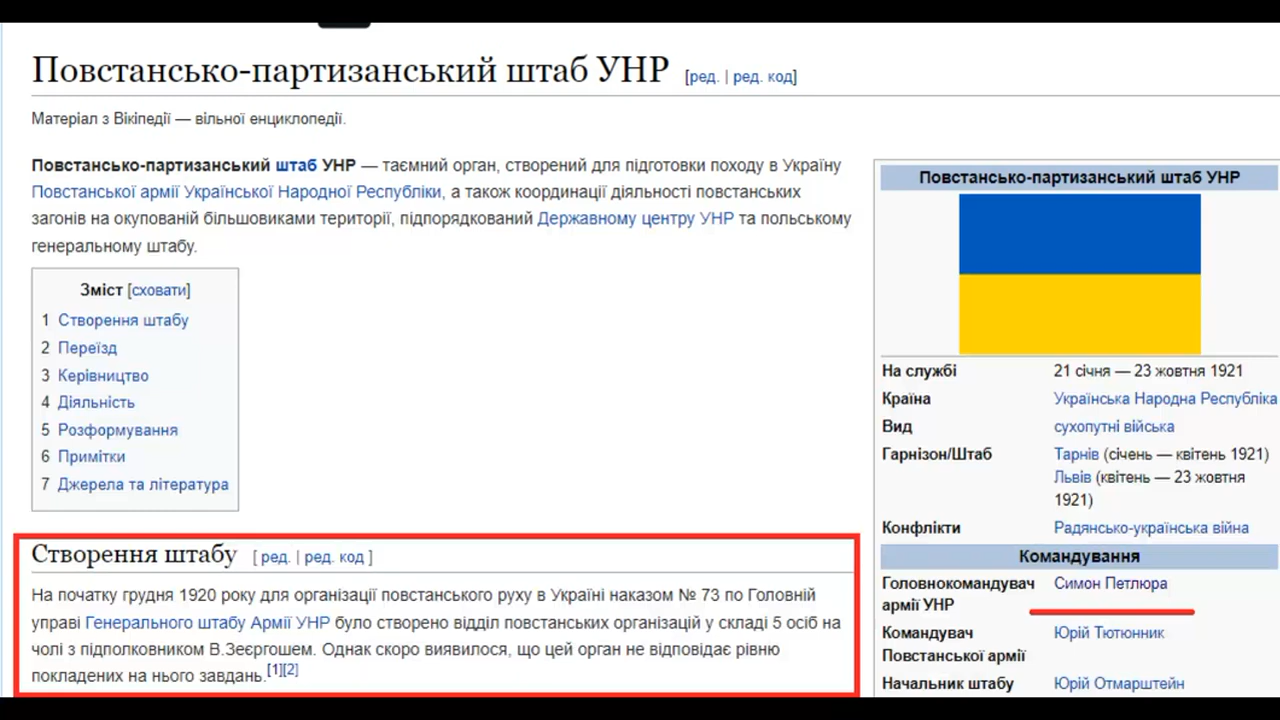 Повстансько-партизанський штаб УНР [ред. | ред. код]
Матеріал з Вікіпедії — вільної енциклопедії.
Повстансько-партизанський штаб УНР — таємний орган, створений для підготовки походу в Україну
Повстанської армії Української Народної Республіки, а також координації діяльності повстанських
загонів на окупованій більшовиками території, підпорядкований Державному центру УНР та польському
генеральному штабу.
Зміст [сховати]
1 Створення штабу
2 Переїзд
3 Керівництво
4 Діяльність
5 Розформування
6 Примітки
7 Джерела та література
Створення штабу [ ред. | ред. код ]
На початку грудня 1920 року для організації повстанського руху в Україні наказом № 73 по Головній
управі Генерального штабу Армії УНР було створено відділ повстанських організацій у складі 5 осіб на
чолі з підполковником В.Зеєргошем. Однак скоро виявилося, що цей орган не відповідає рівню
покладених на нього завдань.[1][2]
Повстансько-партизанський штаб УНР
На службі 21 січня — 23 жовтня 1921
Країна Українська Народна Республіка
Вид сухопутні війська
Гарнізон/Штаб Тарнів (січень — квітень 1921)
Львів (квітень — 23 жовтня
1921)
Конфлікти Радянсько-українська війна
Командування
Головнокомандувач Симон Петлюра
армії УНР
Командувач Юрій Тютюнник
Повстанської армії
Начальник штабу Юрій Отмарштейн